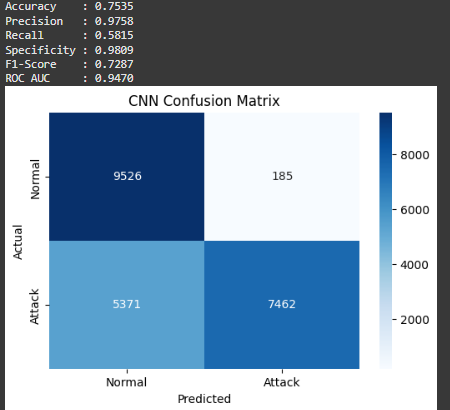 Accuracy : 0.7535
Precision : 0.9758
Recall : 0.5815
Specificity : 0.9809
F1-Score : 0.7287
ROC AUC : 0.9470
CNN Confusion Matrix
Normal
9526
185
8000
6000
Actual
Attack
5371
7462
4000
2000
Normal
Attack
Predicted